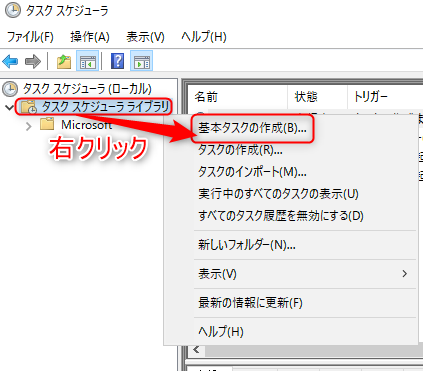 タスク スケジューラ
ファイル(F) 操作(A) 表示(V) ヘルプ(H)
タスク スケジューラ (ローカル)
タスク スケジューラ ライブラリ
Microsoft
右クリック
名前 状態 トリガー
基本タスクの作成(B)...
タスクの作成(R)...
タスクのインポート(M)...
実行中のすべてのタスクの表示(U)
すべてのタスク履歴を無効にする(D)
新しいフォルダー(N)...
表示(V)
最新の情報に更新(F)
ヘルプ(H)